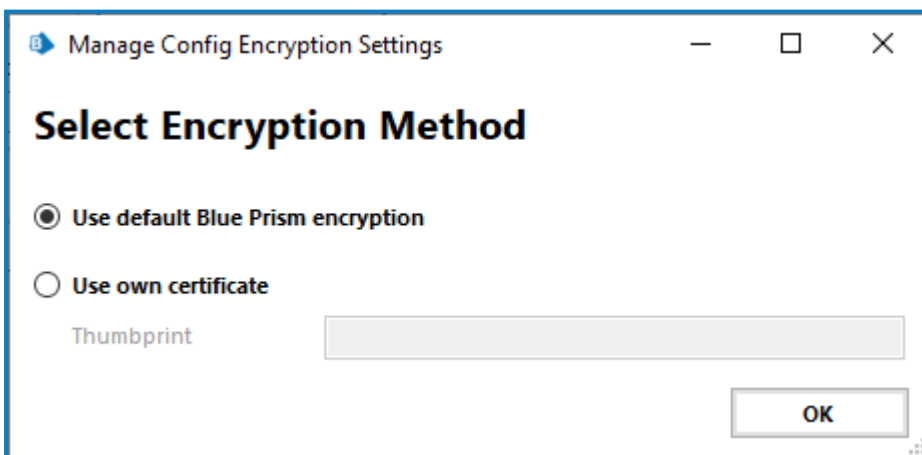 Manage Config Encryption Settings
Select Encryption Method
Use default Blue Prism encryption
Use own certificate
Thumbprint
OK